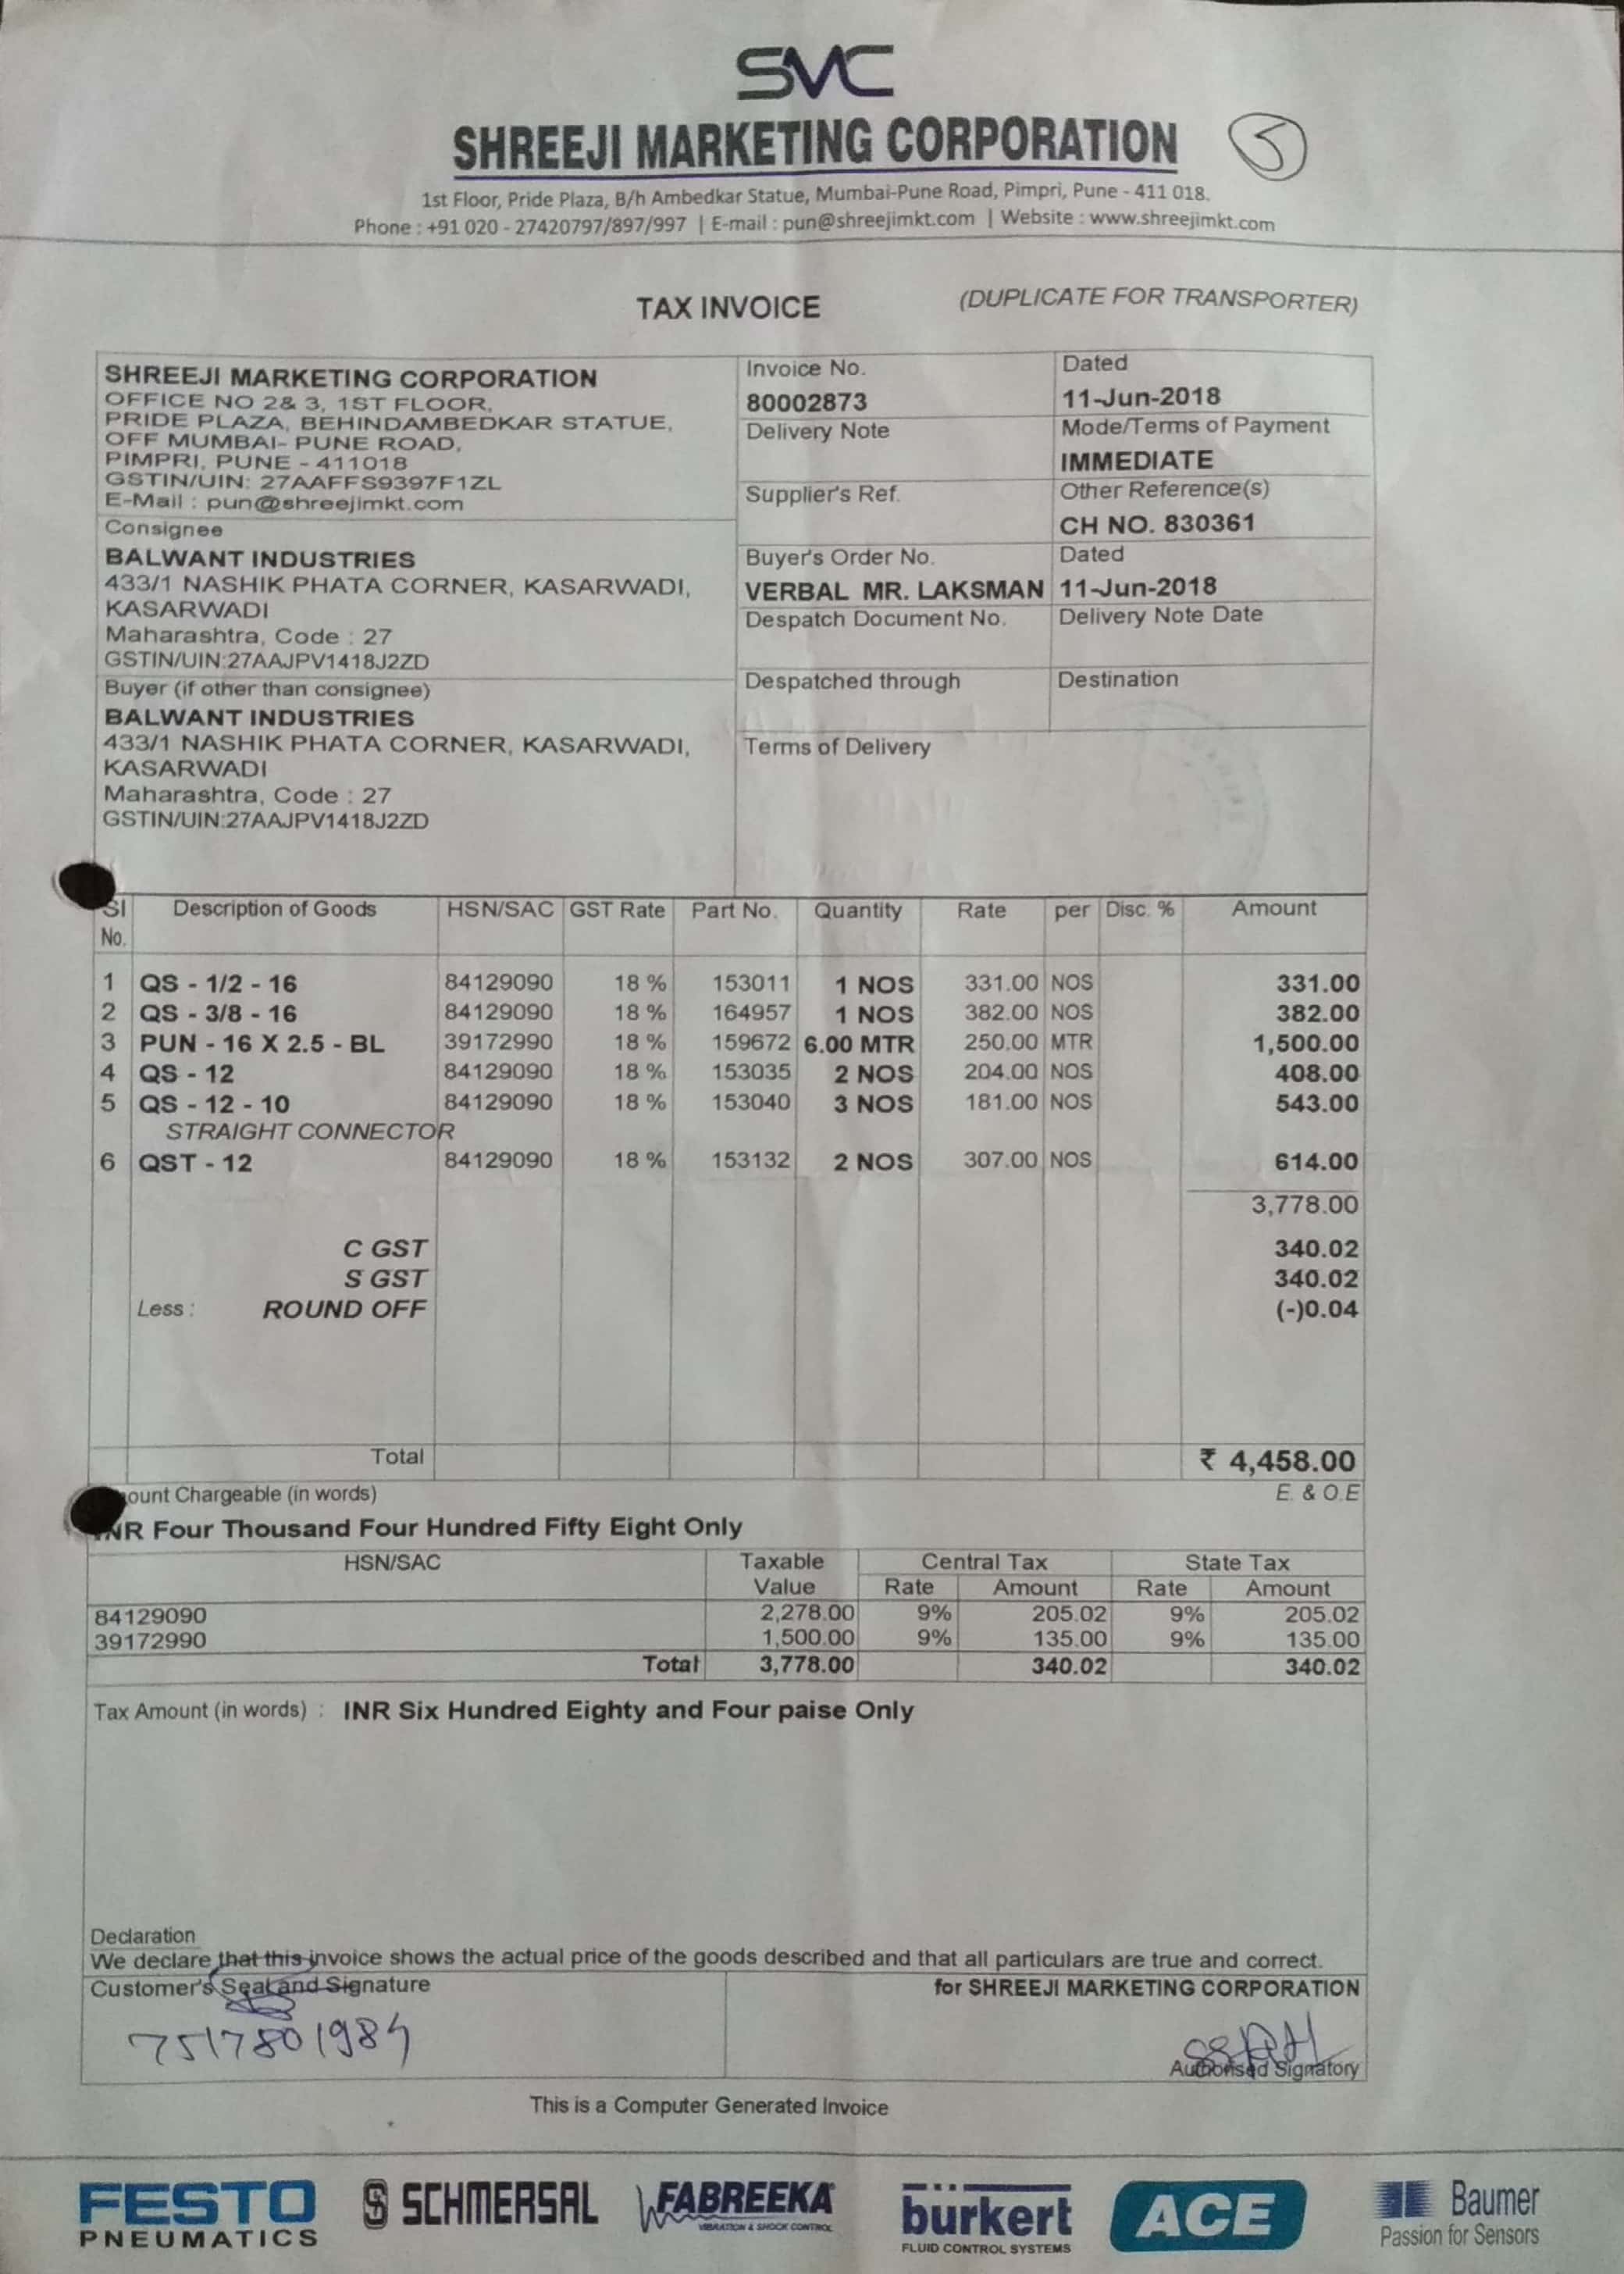 SMC
SHREEJI MARKETING CORPORATION
5
1st Floor, Pride Plaza, B/h Ambedkar Statue, Mumbai-Pune Road, Pimpri, Pune - 411 018.
Phone : +91 020 - 27420797/897/997 | E-mail : pun@shreejimkt.com | Website : www.shreejimkt.com
TAX INVOICE (DUPLICATE FOR TRANSPORTER)
SHREEJI MARKETING CORPORATION
OFFICE NO 2& 3, 1ST FLOOR,
PRIDE PLAZA, BEHINDAMBEDKAR STATUE,
OFF MUMBAI- PUNE ROAD,
PIMPRI, PUNE - 411018
GSTIN/UIN: 27AAFFS9397F1ZL
E-Mail : pun@shreejimkt.com
Consignee
BALWANT INDUSTRIES
433/1 NASHIK PHATA CORNER, KASARWADI,
KASARWADI
Maharashtra, Code : 27
GSTIN/UIN:27AAJPV1418J2ZD
Buyer (if other than consignee)
BALWANT INDUSTRIES
433/1 NASHIK PHATA CORNER, KASARWADI,
KASARWADI
Maharashtra, Code : 27
GSTIN/UIN:27AAJPV1418J2ZD
Invoice No. Dated
80002873 11-Jun-2018
Delivery Note Mode/Terms of Payment
IMMEDIATE
Supplier's Ref. Other Reference(s)
CH NO. 830361
Buyer's Order No. Dated
VERBAL MR. LAKSMAN 11-Jun-2018
Despatch Document No. Delivery Note Date
Despatched through Destination
Terms of Delivery
Sl Description of Goods HSN/SAC GST Rate Part No. Quantity Rate per Disc. % Amount
No.
1 QS - 1/2 - 16 84129090 18 % 153011 1 NOS 331.00 NOS 331.00
2 QS - 3/8 - 16 84129090 18 % 164957 1 NOS 382.00 NOS 382.00
3 PUN - 16 X 2.5 - BL 39172990 18 % 159672 6.00 MTR 250.00 MTR 1,500.00
4 QS - 12 84129090 18 % 153035 2 NOS 204.00 NOS 408.00
5 QS - 12 - 10 84129090 18 % 153040 3 NOS 181.00 NOS 543.00
STRAIGHT CONNECTOR
6 QST - 12 84129090 18 % 153132 2 NOS 307.00 NOS 614.00
3,778.00
C GST 340.02
S GST 340.02
Less : ROUND OFF (-)0.04
Total ₹ 4,458.00
ount Chargeable (in words) E. & O.E
NR Four Thousand Four Hundred Fifty Eight Only
HSN/SAC Taxable Central Tax State Tax
Value Rate Amount Rate Amount
84129090 2,278.00 9% 205.02 9% 205.02
39172990 1,500.00 9% 135.00 9% 135.00
Total 3,778.00 340.02 340.02
Tax Amount (in words) : INR Six Hundred Eighty and Four paise Only
Declaration
We declare that this invoice shows the actual price of the goods described and that all particulars are true and correct.
Customer's Seal and Signature for SHREEJI MARKETING CORPORATION
7517801984
Authorised Signatory
This is a Computer Generated Invoice
FESTO SCHMERSAL FABREEKA bürkert ACE Baumer
PNEUMATICS VIBRATION & SHOCK CONTROL FLUID CONTROL SYSTEMS Passion for Sensors